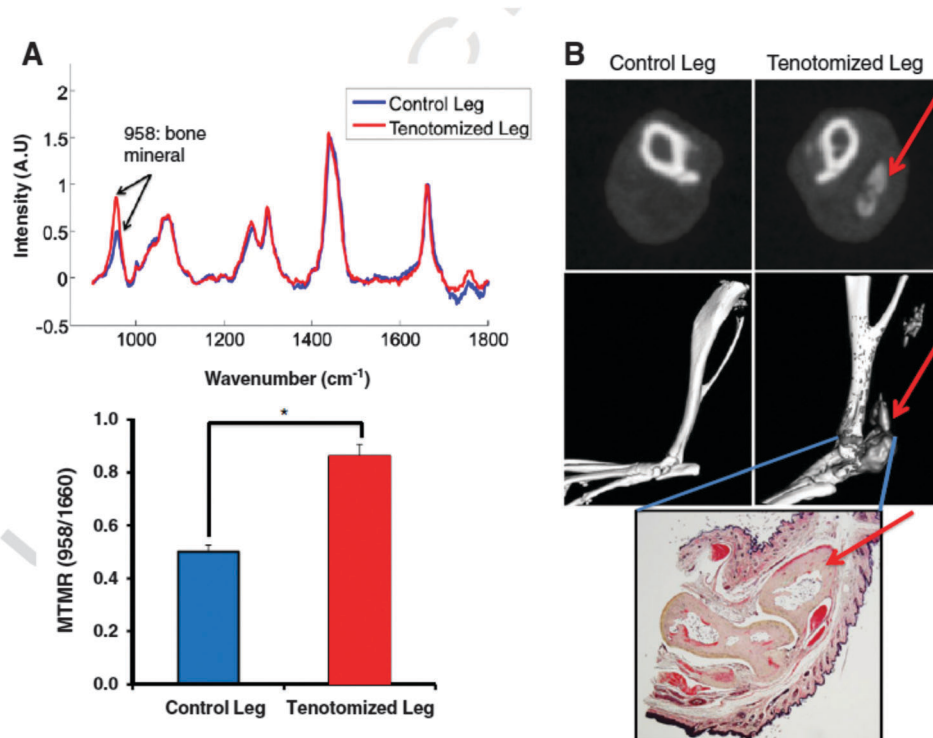 A
Intensity (A.U)
2
1.5
1
0.5
0
-0.5
958: bone
mineral
Control Leg
Tenotomized Leg
1000
1200
1400
1600
1800
Wavenumber (cm⁻¹)
MTMR (958/1660)
1.0
0.8
0.6
0.4
0.2
0.0
*
Control Leg
Tenotomized Leg
B
Control Leg
Tenotomized Leg